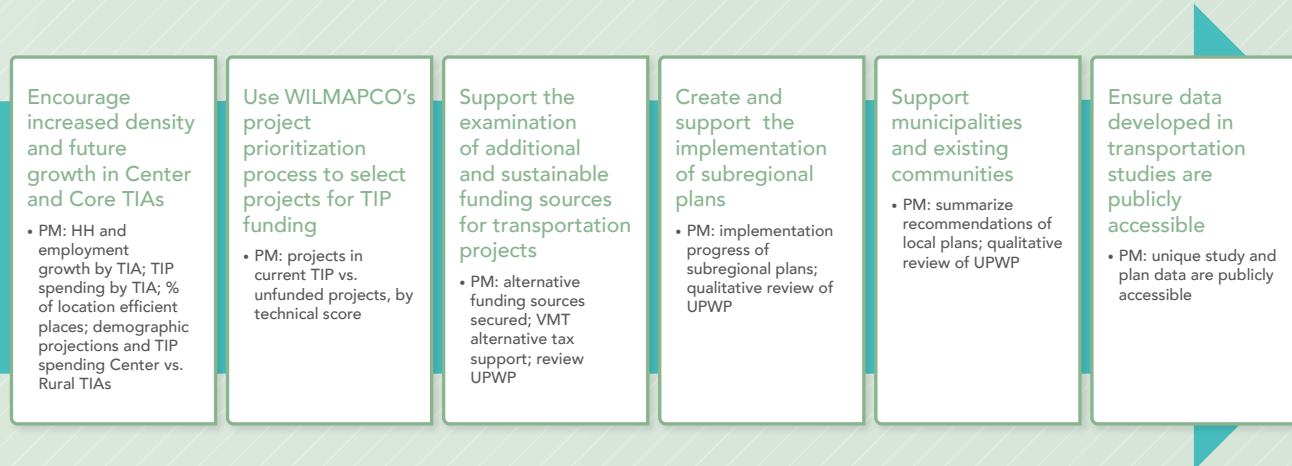 Encourage
increased density
and future
growth in Center
and Core TIAs
• PM: HH and
employment
growth by TIA; TIP
spending by TIA; %
of location efficient
places; demographic
projections and TIP
spending Center vs.
Rural TIAs
Use WILMAPCO’s
project
prioritization
process to select
projects for TIP
funding
• PM: projects in
current TIP vs.
unfunded projects, by
technical score
Support the
examination
of additional
and sustainable
funding sources
for transportation
projects
• PM: alternative
funding sources
secured; VMT
alternative tax
support; review
UPWP
Create and
support the
implementation
of subregional
plans
• PM: implementation
progress of
subregional plans;
qualitative review of
UPWP
Support
municipalities
and existing
communities
• PM: summarize
recommendations of
local plans; qualitative
review of UPWP
Ensure data
developed in
transportation
studies are
publicly
accessible
• PM: unique study and
plan data are publicly
accessible